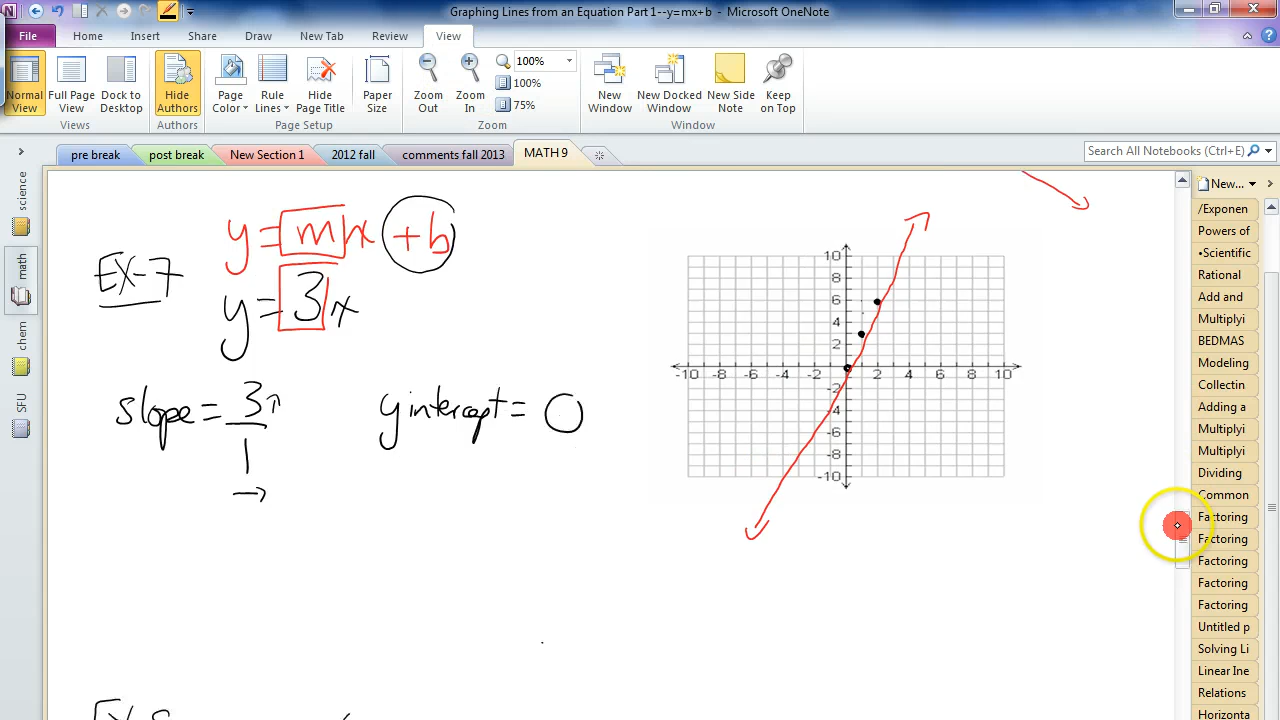 Graphing Lines from an Equation Part 1--y=mx+b - Microsoft OneNote
File Home Insert Share Draw New Tab Review View
Normal View Full Page View Dock to Desktop Hide Authors Page Color Rule Lines Hide Page Title Paper Size Zoom Out Zoom In 100% 100% 75% New Window New Docked Window New Side Note Keep on Top
Views Authors Page Setup Zoom Window
pre break post break New Section 1 2012 fall comments fall 2013 MATH 9 Search All Notebooks (Ctrl+E)
science
math
chem
SFU
y=mx+b
EX-7
y=3x
slope = 3
1
y intercept = 0
10
8
6
4
2
-10 -8 -6 -4 -2 2 4 6 8 10
-2
-4
-6
-8
-10
New...
/Exponen
Powers of
•Scientific
Rational
Add and
Multiplyi
BEDMAS
Modeling
Collectin
Adding a
Multiplyi
Multiplyi
Dividing
Common
Factoring
Factoring
Factoring
Factoring
Factoring
Untitled p
Solving Li
Linear Ine
Relations
Horizonta